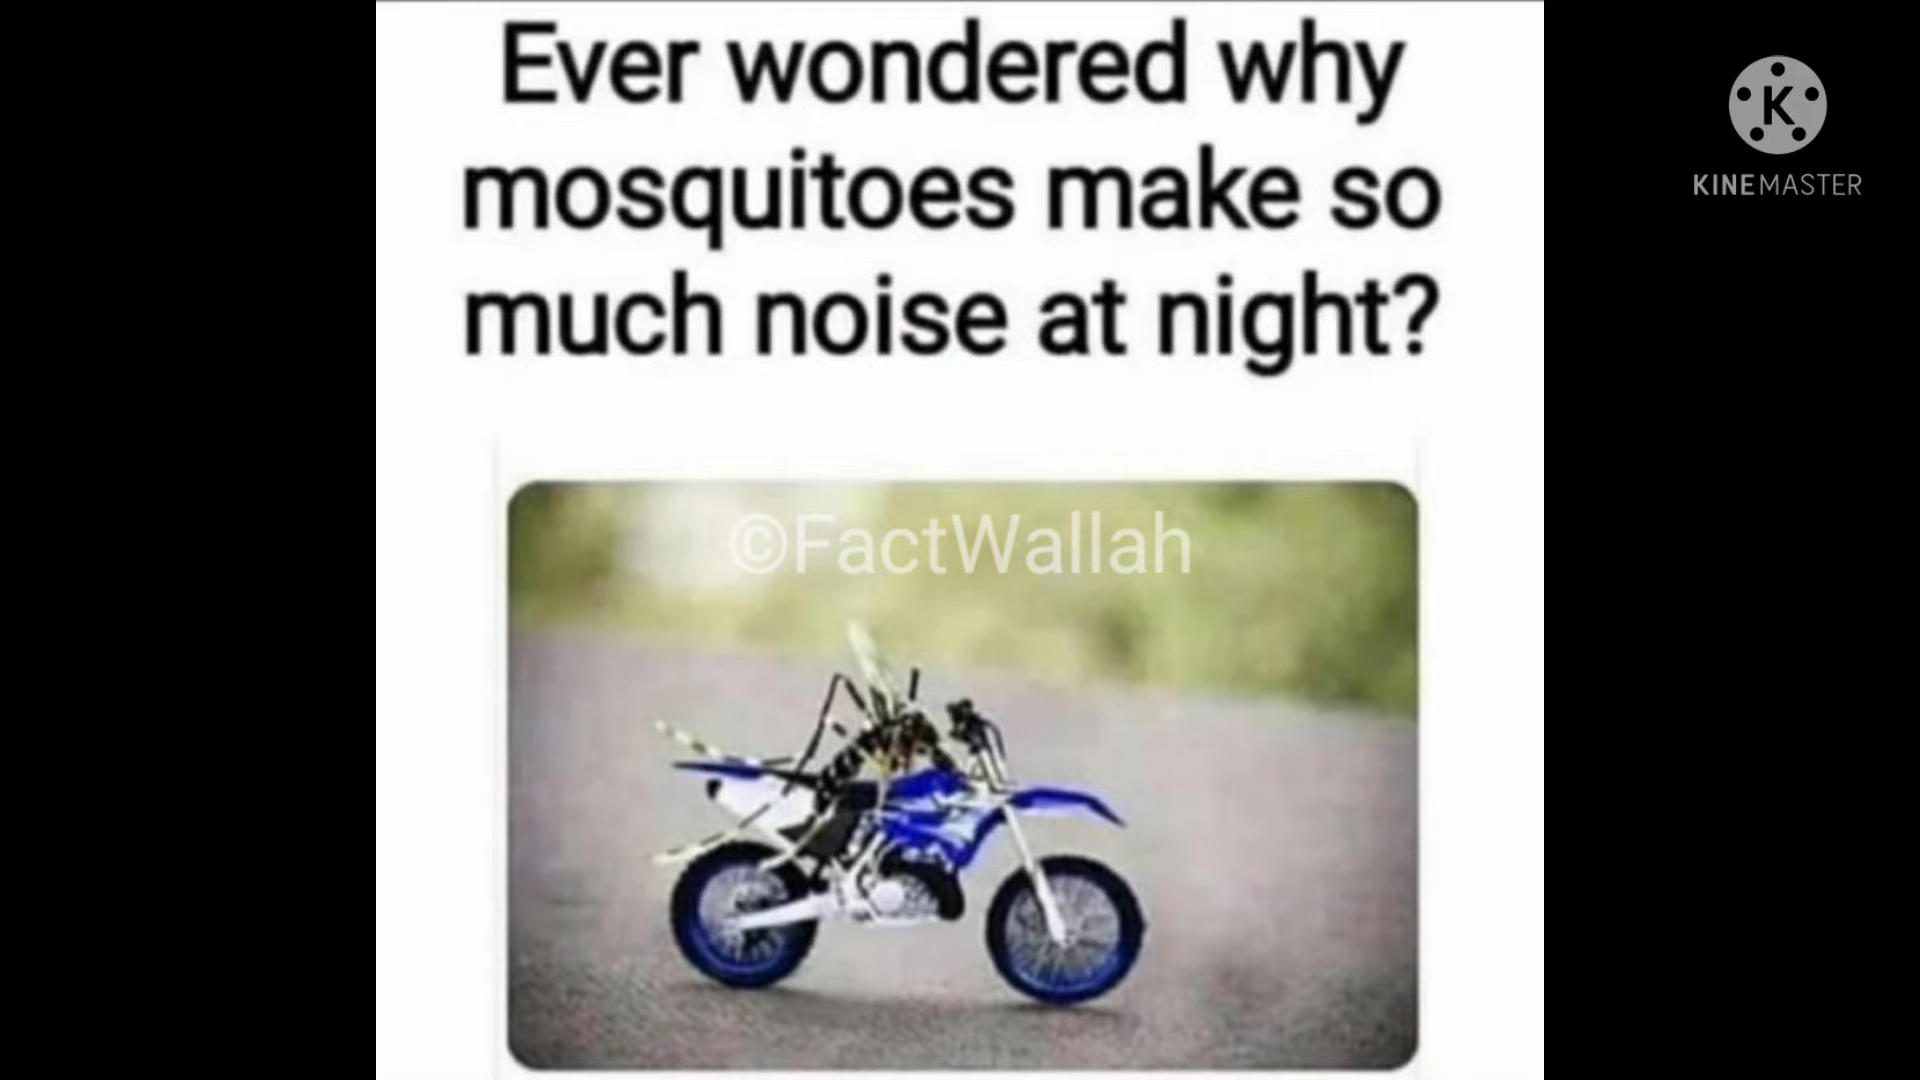 Ever wondered why
mosquitoes make so
much noise at night?
K
KINEMASTER
©FactWallah